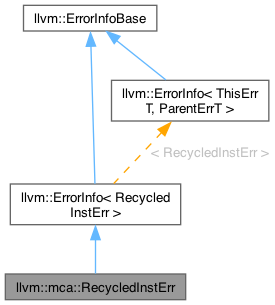 llvm::ErrorInfoBase
llvm::ErrorInfo< ThisErr
T, ParentErrT >
< RecycledInstErr >
llvm::ErrorInfo< Recycled
InstErr >
llvm::mca::RecycledInstErr